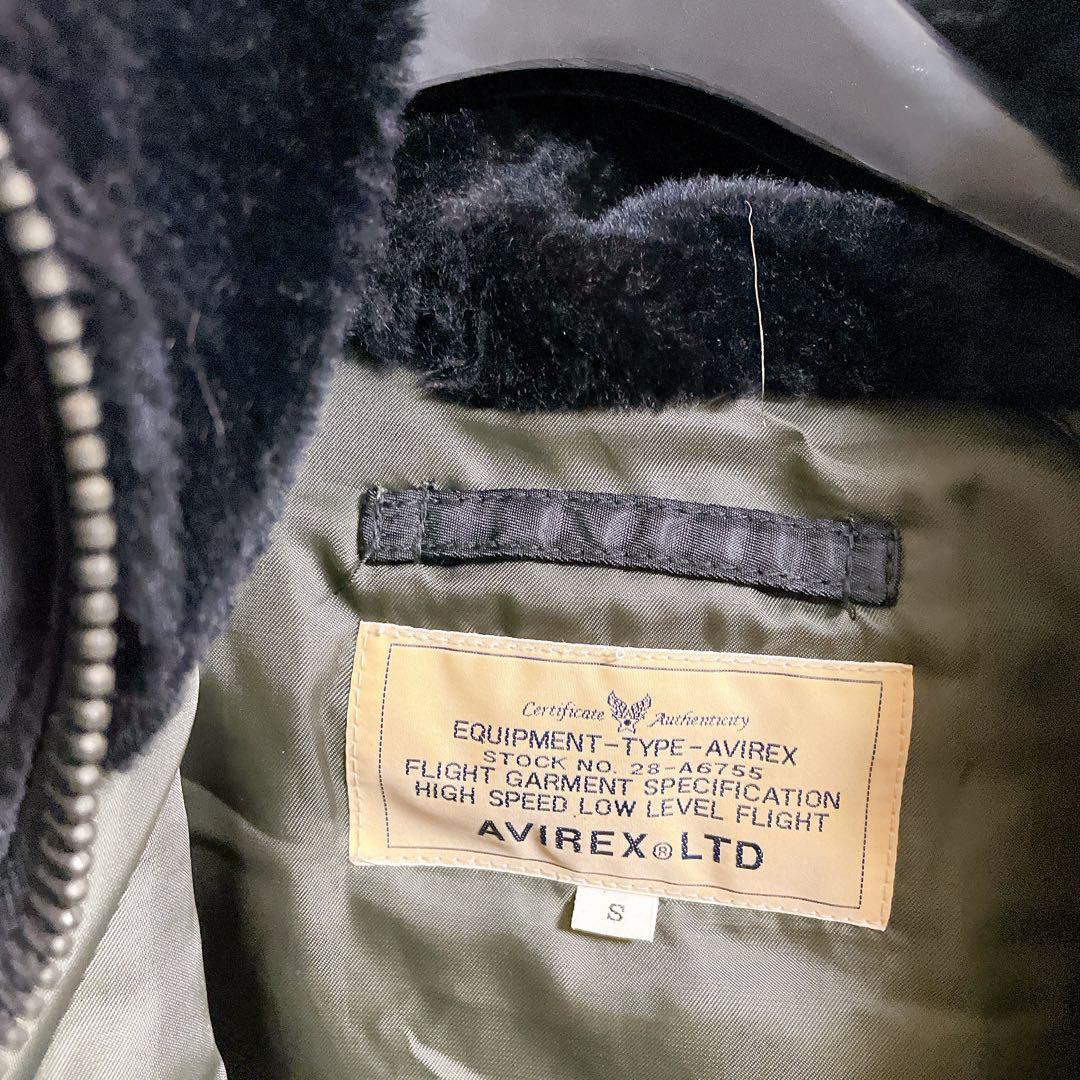 Certificate Authenticity
EQUIPMENT-TYPE-AVIREX
STOCK NO. 28-A6755
FLIGHT GARMENT SPECIFICATION
HIGH SPEED LOW LEVEL FLIGHT
AVIREX® LTD
S